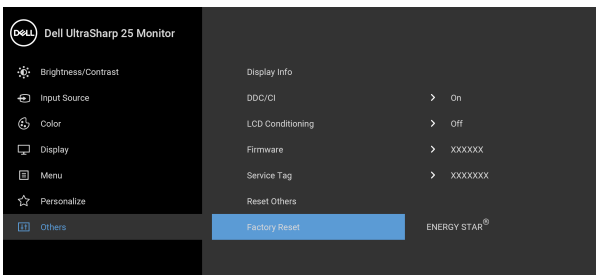 DELL Dell UltraSharp 25 Monitor
Brightness/Contrast Display Info
Input Source DDC/CI > On
Color LCD Conditioning > Off
Display Firmware > XXXXXX
Menu Service Tag > XXXXXXX
Personalize Reset Others
Others Factory Reset ENERGY STAR®